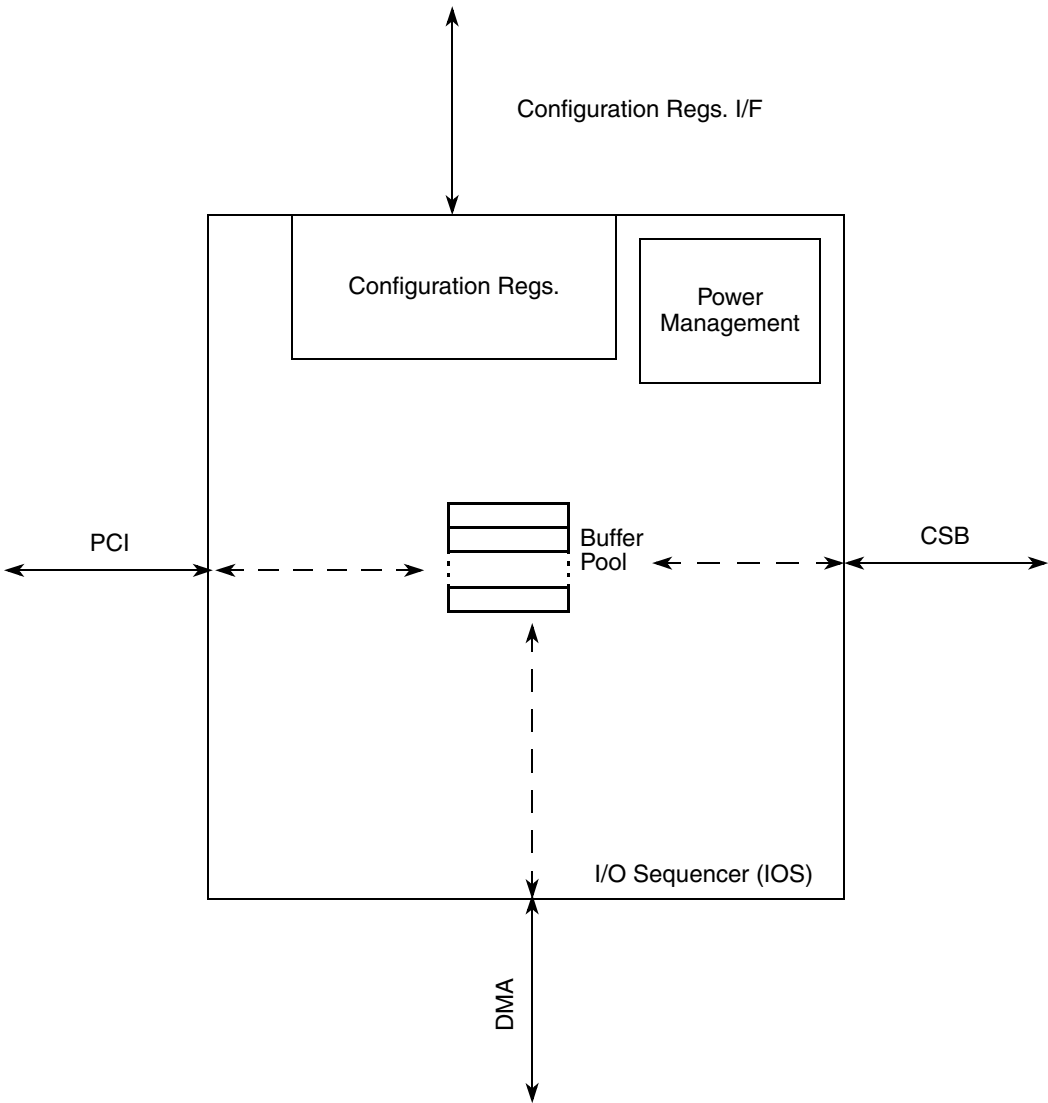 Configuration Regs. I/F
Configuration Regs.
Power
Management
PCI
Buffer
Pool
CSB
I/O Sequencer (IOS)
DMA